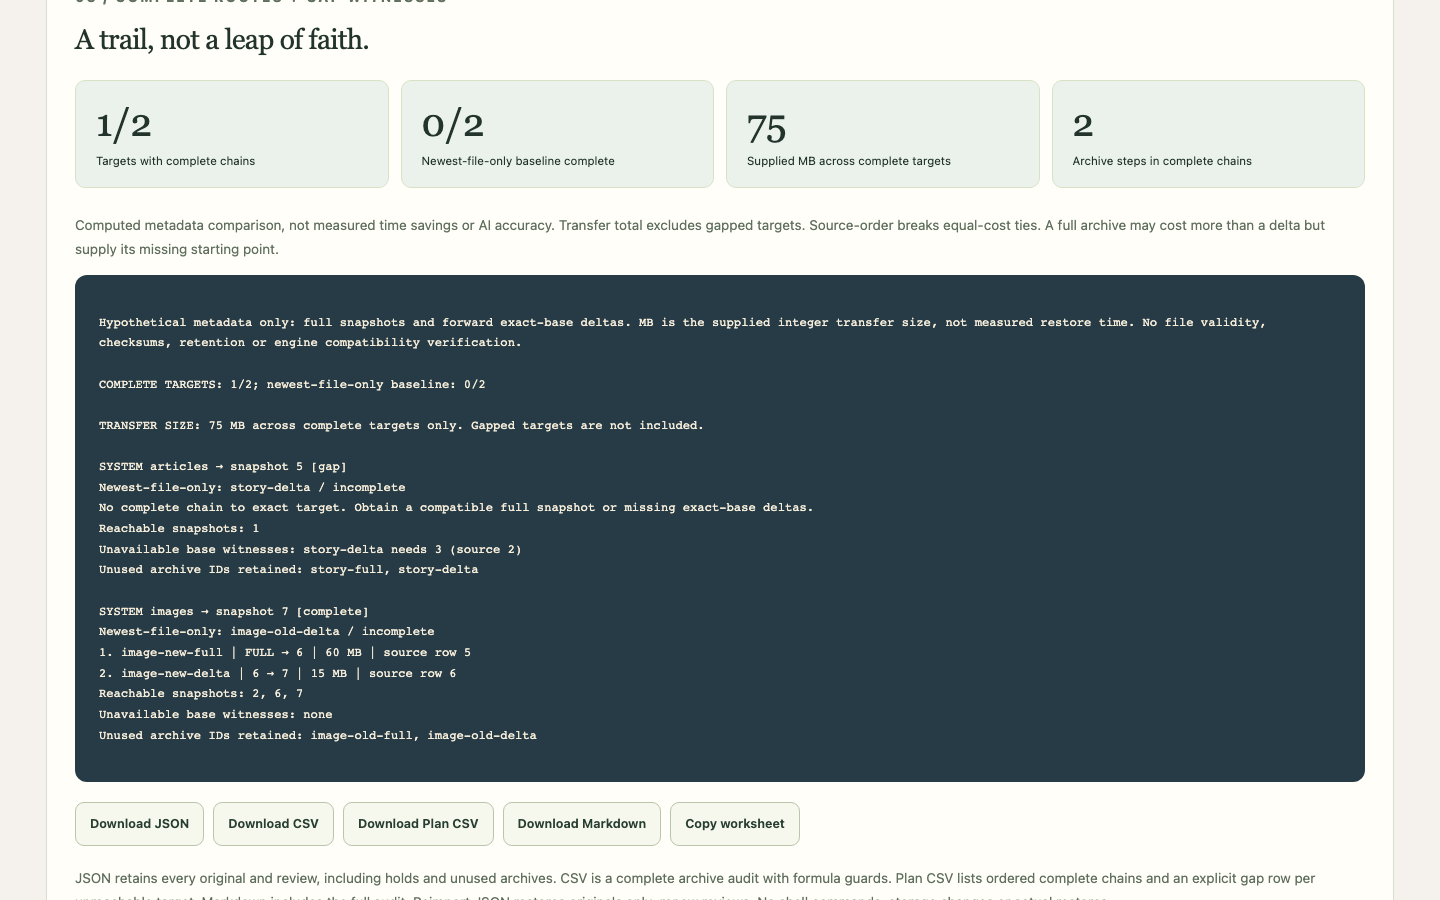 A trail, not a leap of faith.
1/2
Targets with complete chains
0/2
Newest-file-only baseline complete
75
Supplied MB across complete targets
2
Archive steps in complete chains
Computed metadata comparison, not measured time savings or AI accuracy. Transfer total excludes gapped targets. Source-order breaks equal-cost ties. A full archive may cost more than a delta but
supply its missing starting point.
Hypothetical metadata only: full snapshots and forward exact-base deltas. MB is the supplied integer transfer size, not measured restore time. No file validity,
checksums, retention or engine compatibility verification.
COMPLETE TARGETS: 1/2; newest-file-only baseline: 0/2
TRANSFER SIZE: 75 MB across complete targets only. Gapped targets are not included.
SYSTEM articles → snapshot 5 [gap]
Newest-file-only: story-delta / incomplete
No complete chain to exact target. Obtain a compatible full snapshot or missing exact-base deltas.
Reachable snapshots: 1
Unavailable base witnesses: story-delta needs 3 (source 2)
Unused archive IDs retained: story-full, story-delta
SYSTEM images → snapshot 7 [complete]
Newest-file-only: image-old-delta / incomplete
1. image-new-full | FULL → 6 | 60 MB | source row 5
2. image-new-delta | 6 → 7 | 15 MB | source row 6
Reachable snapshots: 2, 6, 7
Unavailable base witnesses: none
Unused archive IDs retained: image-old-full, image-old-delta
Download JSON
Download CSV
Download Plan CSV
Download Markdown
Copy worksheet
JSON retains every original and review, including holds and unused archives. CSV is a complete archive audit with formula guards. Plan CSV lists ordered complete chains and an explicit gap row per